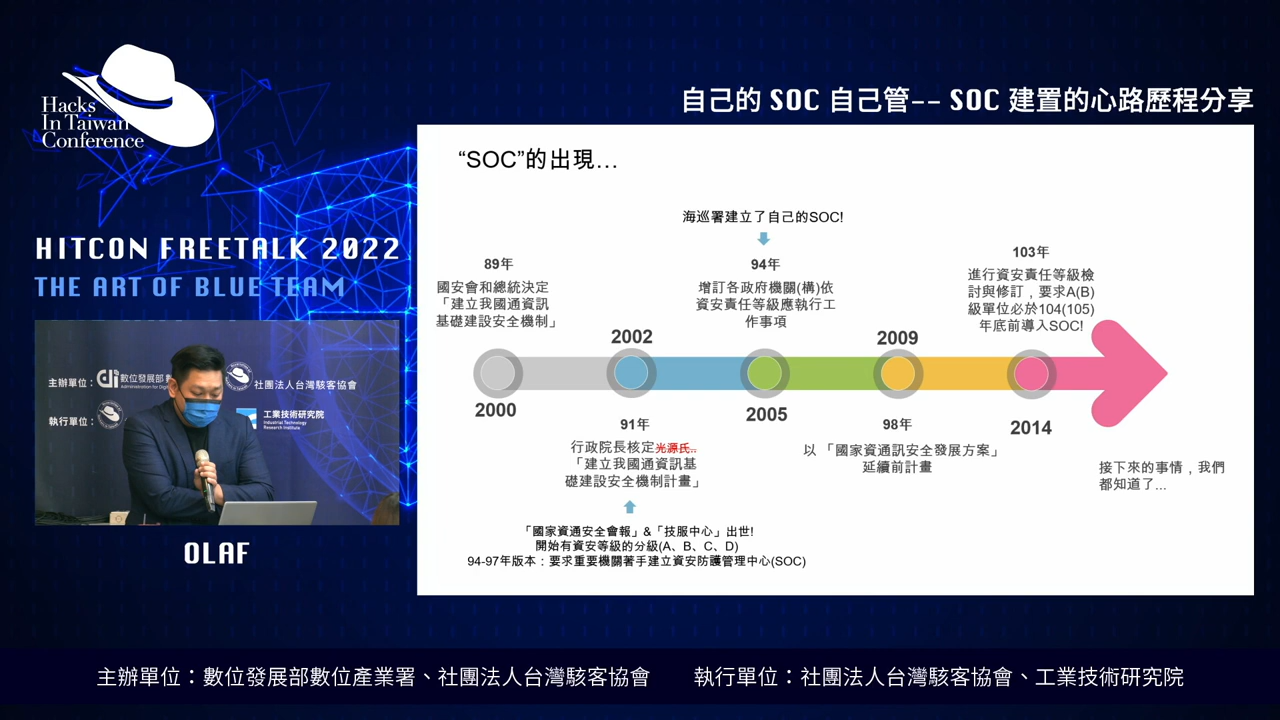 Hacks
In Taiwan
Conference
自己的 SOC 自己管-- SOC 建置的心路歷程分享
HITCON FREETALK 2022
THE ART OF BLUE TEAM
主辦單位：
數位發展部
社團法人台灣駭客協會
執行單位：
工業技術研究院
Industrial Technology
Research Institute
OLAF
“SOC”的出現…
海巡署建立了自己的SOC!
89年
國安會和總統決定
「建立我國通資訊
基礎建設安全機制」
94年
增訂各政府機關(構)依
資安責任等級應執行工
作事項
103年
進行資安責任等級檢
討與修訂，要求A(B)
級單位必於104(105)
年底前導入SOC!
2000
2002
2005
2009
2014
91年
行政院長核定光源氏..
「建立我國通資訊基
礎建設安全機制計畫」
98年
以 「國家資通訊安全發展方案」
延續前計畫
接下來的事情，我們
都知道了…
「國家資通安全會報」&「技服中心」出世!
開始有資安等級的分級(A、B、C、D)
94-97年版本：要求重要機關著手建立資安防護管理中心(SOC)
主辦單位：數位發展部數位產業署、社團法人台灣駭客協會
執行單位：社團法人台灣駭客協會、工業技術研究院